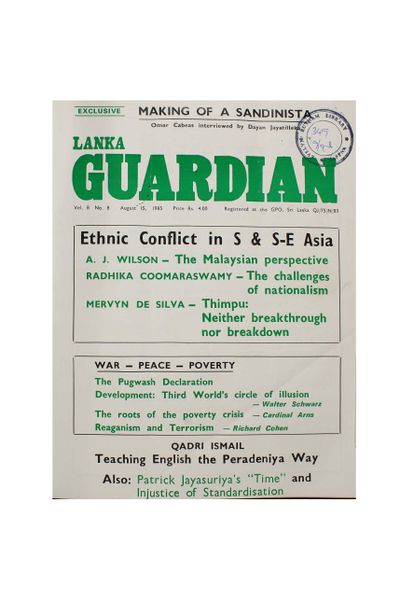 EXCLUSIVE MAKING OF A SANDINISTA
Omar Cabeas interviewed by Dayan Jayatilleka
LANKA
GUARDIAN
Vol. 8 No. 8 August 15, 1985 Price Rs. 4.00 Registered at the GPO, Sri Lanka QJ/75/N/85
Ethnic Conflict in S & S-E Asia
A. J. WILSON – The Malaysian perspective
RADHIKA COOMARASWAMY – The challenges
of nationalism
MERVYN DE SILVA – Thimpu:
Neither breakthrough
nor breakdown
WAR – PEACE – POVERTY
The Pugwash Declaration
Development: Third World's circle of illusion
– Walter Schwarz
The roots of the poverty crisis – Cardinal Arns
Reaganism and Terrorism – Richard Cohen
QADRI ISMAIL
Teaching English the Peradeniya Way
Also: Patrick Jayasuriya's "Time" and
Injustice of Standardisation